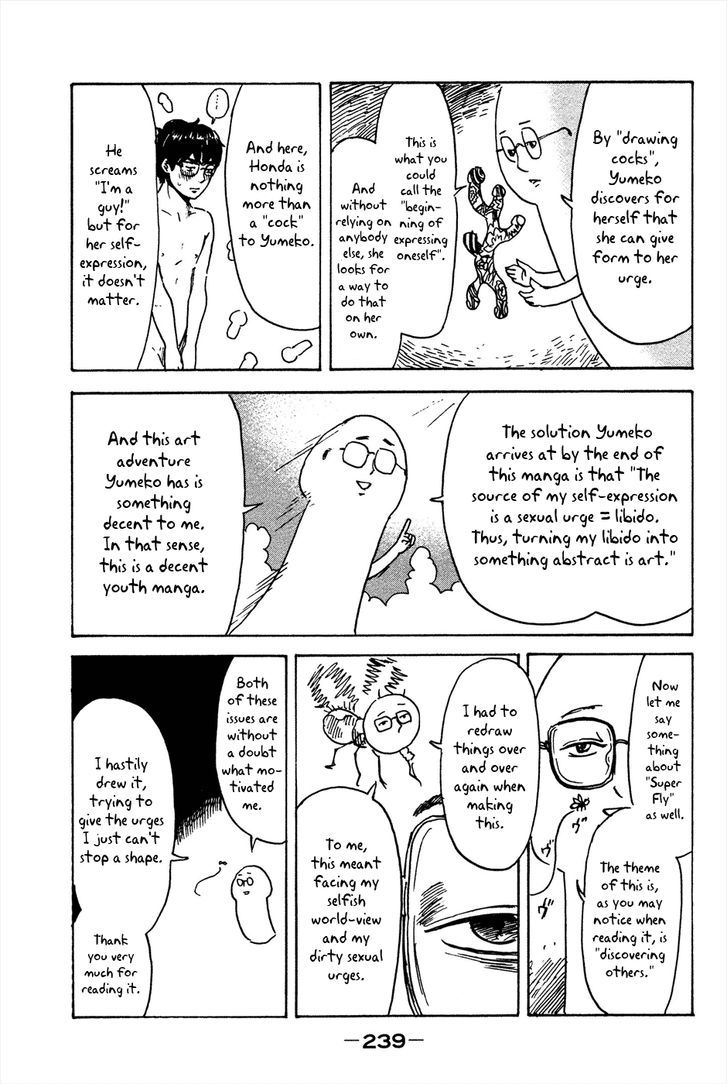 By "drawing
cocks",
Yumeko
discovers for
herself that
she can give
form to her
urge.
This is
what you
could
call the
"begin-
ning of
expressing
oneself".
And
without
relying on
anybody
else, she
looks for
a way to
do that
on her
own.
And here,
Honda is
nothing
more than
a "cock"
to Yumeko.
He
screams
"I'm a
guy!"
but for
her self-
expression,
it doesn't
matter.
The solution Yumeko
arrives at by the end of
this manga is that "The
source of my self-expression
is a sexual urge = libido.
Thus, turning my libido into
something abstract is art."
And this art
adventure
Yumeko has is
something
decent to me.
In that sense,
this is a decent
youth manga.
Now
let me
say
some-
thing
about
"Super
Fly"
as well.
The theme
of this is,
as you may
notice when
reading it, is
"discovering
others."
ヴ
ヴ
I had to
redraw
things over
and over
again when
making
this.
To me,
this meant
facing my
selfish
world-view
and my
dirty sexual
urges.
Both
of these
issues are
without
a doubt
what mo-
tivated
me.
I hastily
drew it,
trying to
give the urges
I just can't
stop a shape.
Thank
you very
much for
reading it.
—239—